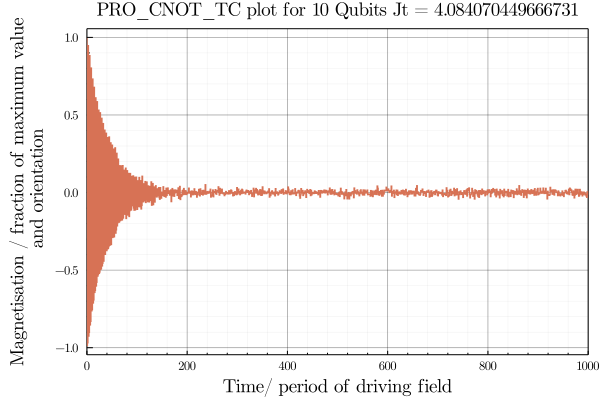 PRO_CNOT_TC plot for 10 Qubits Jt = 4.084070449666731
Magnetisation / fraction of maximum value
and orientation
1.0
0.5
0.0
−0.5
−1.0
0 200 400 600 800 1000
Time/ period of driving field